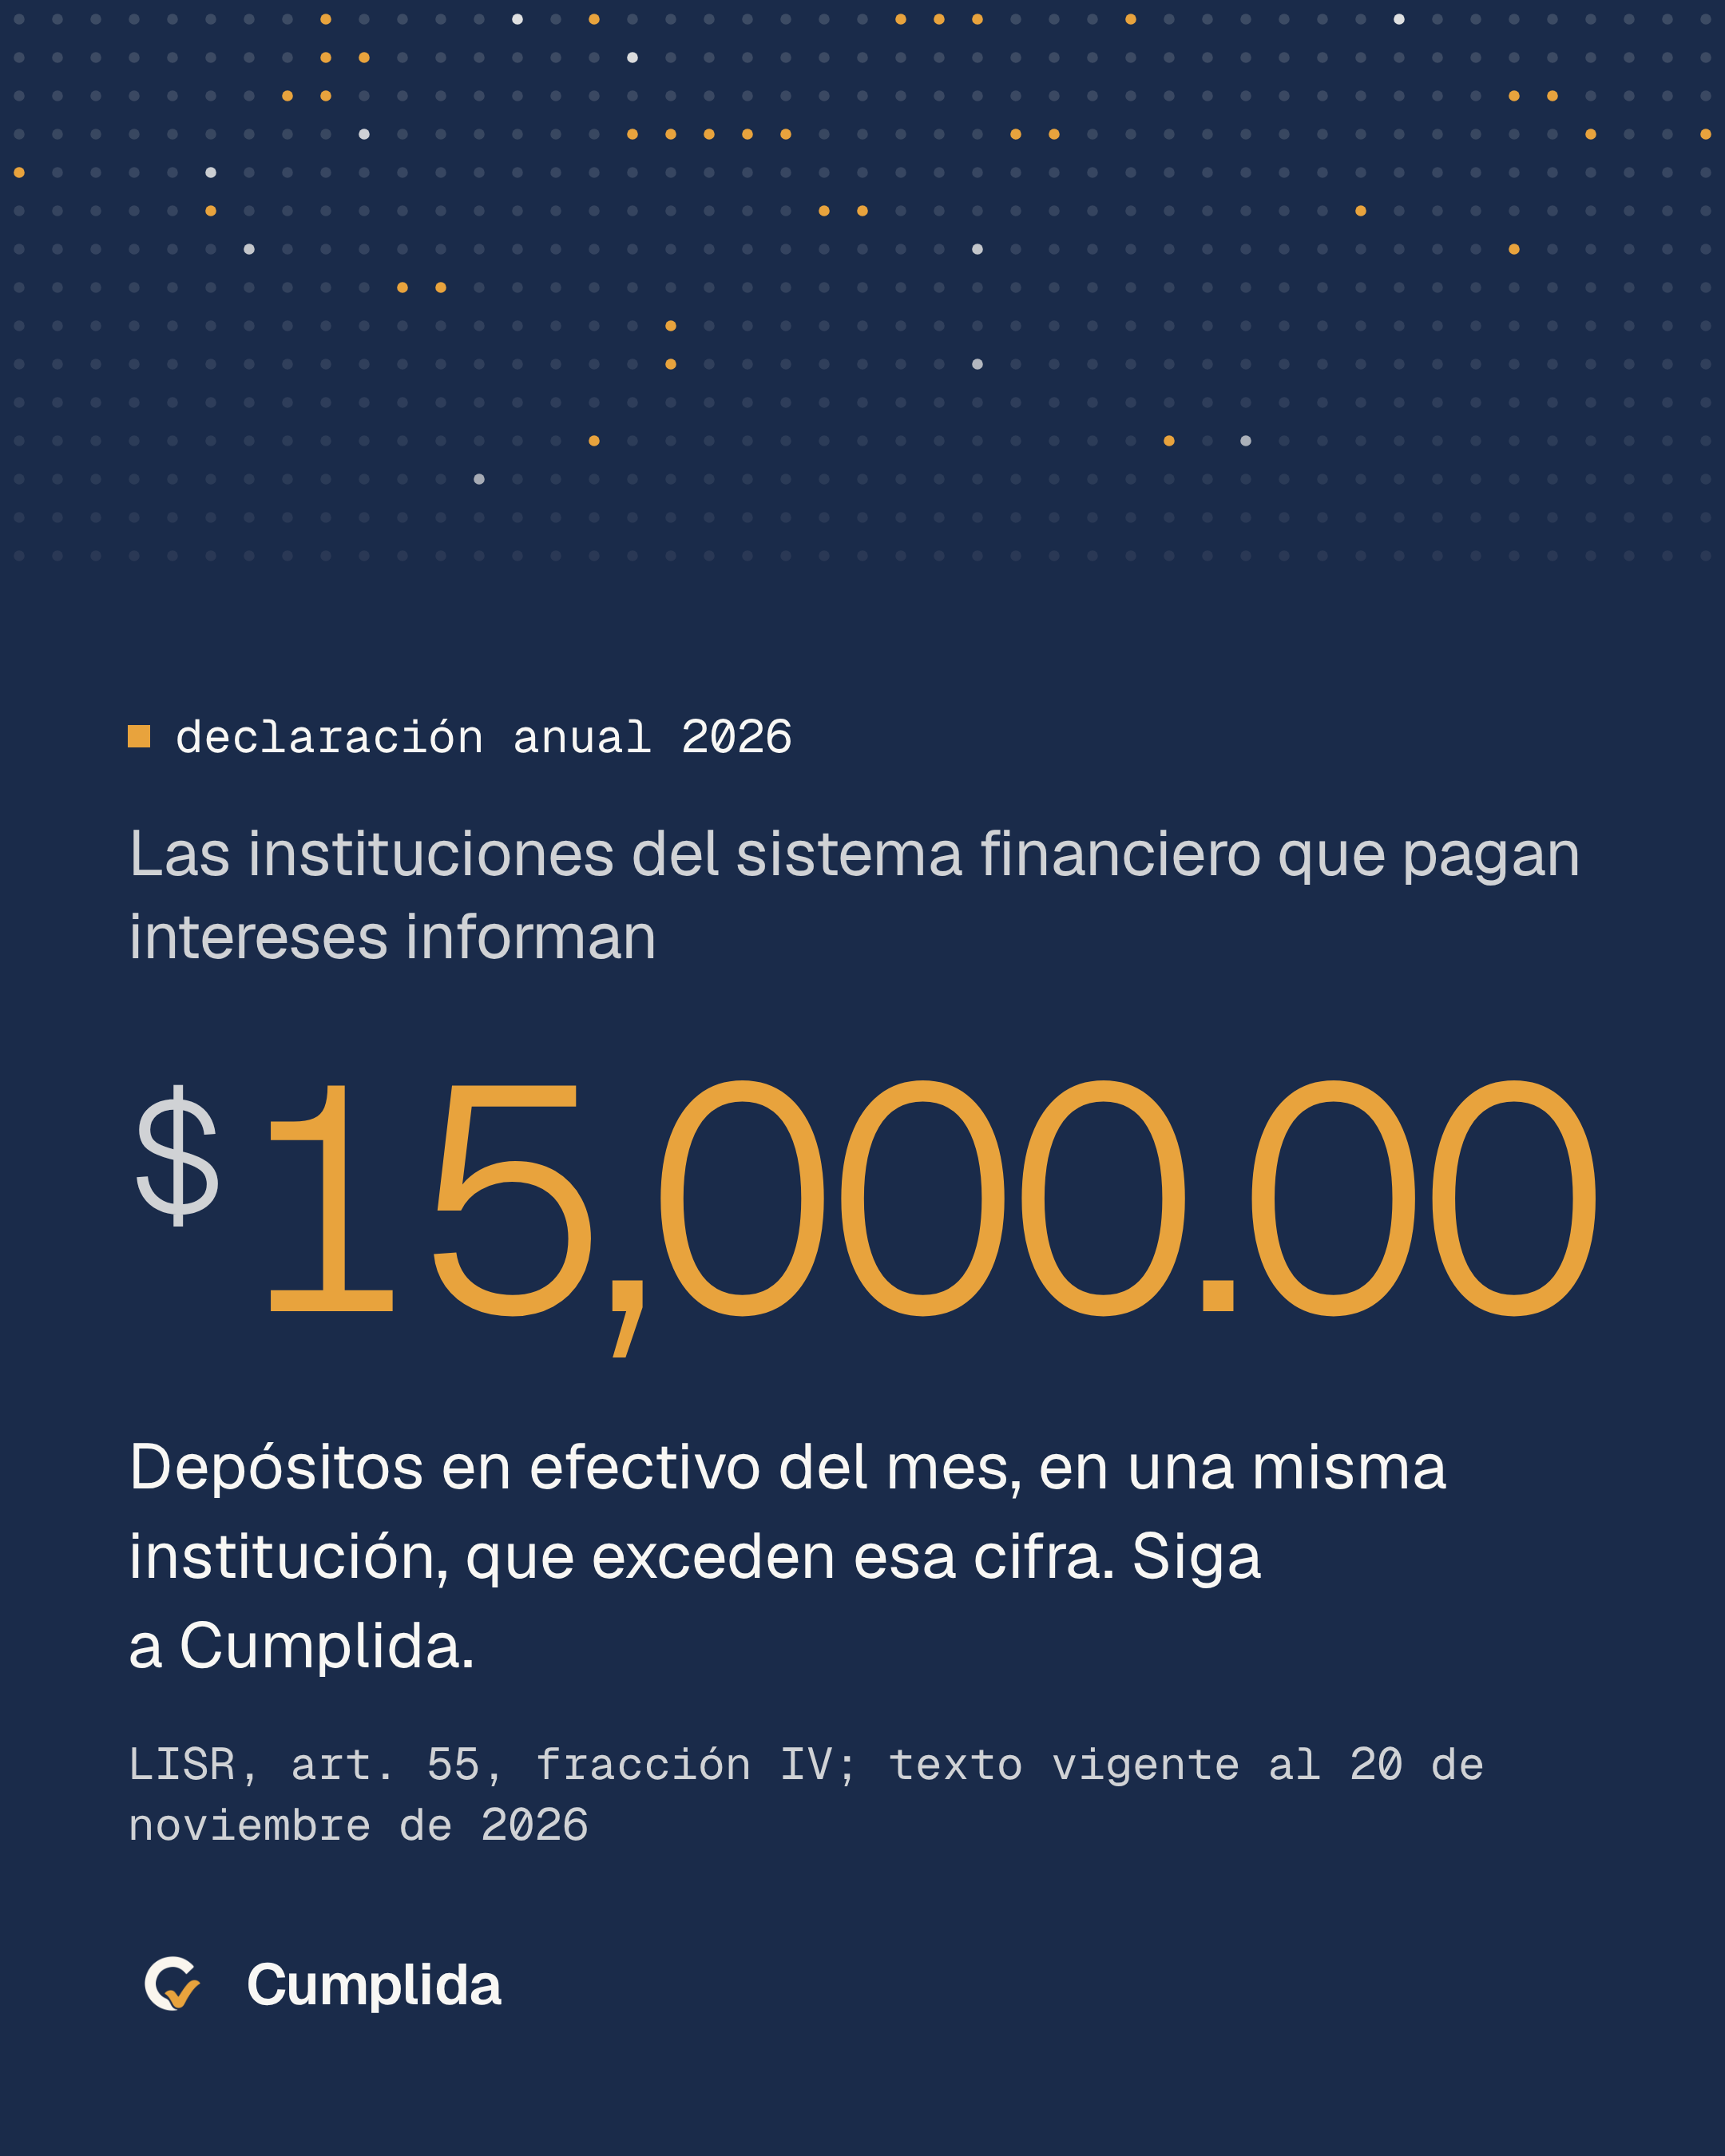 declaración anual 2026
Las instituciones del sistema financiero que pagan
intereses informan
$15,000.00
Depósitos en efectivo del mes, en una misma
institución, que exceden esa cifra. Siga
a Cumplida.
LISR, art. 55, fracción IV; texto vigente al 20 de
noviembre de 2026
Cumplida